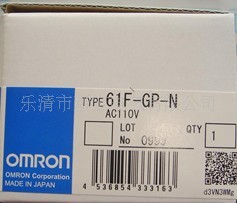 乐清市
TYPE 61F-GP-N
AC110V
LOT QTY
No 1
OMRON
OMRON Corporation
MADE IN JAPAN
4 536854 333163
d3VN3WMg